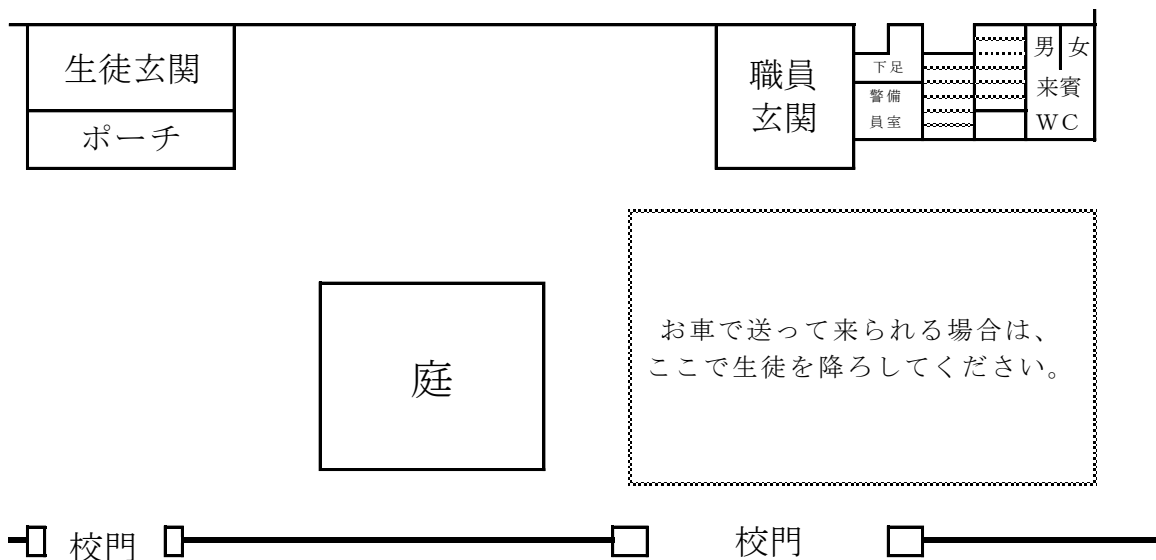 生徒玄関
ポーチ
職員
玄関
下足
警備
員室
男
女
来賓
WC
お車で送って来られる場合は、
ここで生徒を降ろしてください。
庭
校門
校門